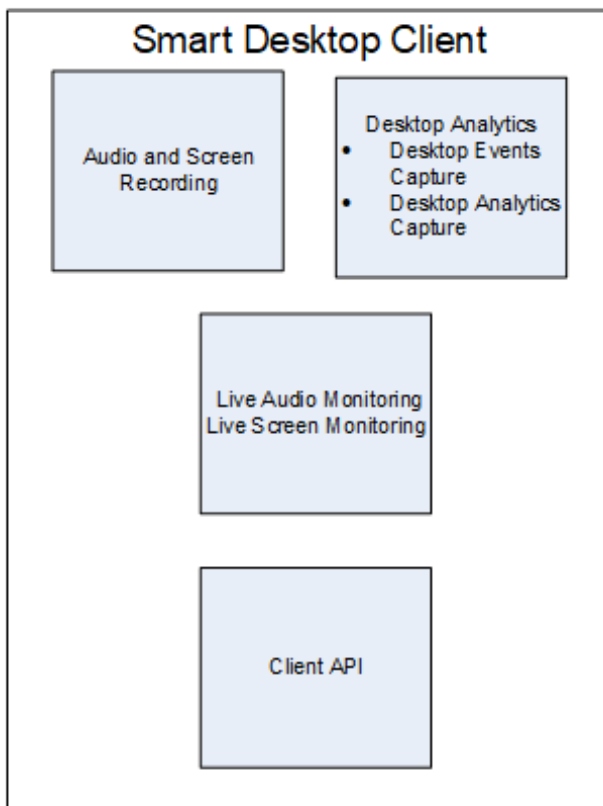 Smart Desktop Client
Audio and Screen
Recording
Desktop Analytics
• Desktop Events
Capture
• Desktop Analytics
Capture
Live Audio Monitoring
Live Screen Monitoring
Client API